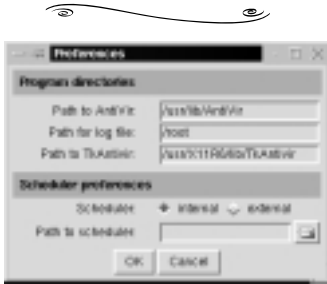 Preferences
Program directories
Path to AntiVir: /usr/lib/AntiVir
Path for log file: /root
Path to TkAntivir: /usr/X11R6/lib/TkAntivir
Scheduler preferences
Scheduler: internal external
Path to scheduler:
OK Cancel